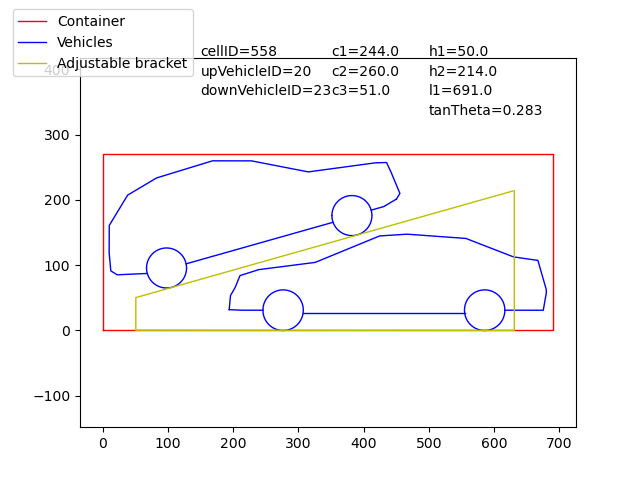 Container
Vehicles
Adjustable bracket
cellID=558 c1=244.0 h1=50.0
upVehicleID=20 c2=260.0 h2=214.0
downVehicleID=23 c3=51.0 l1=691.0
tanTheta=0.283
400
300
200
100
0
−100
0 100 200 300 400 500 600 700